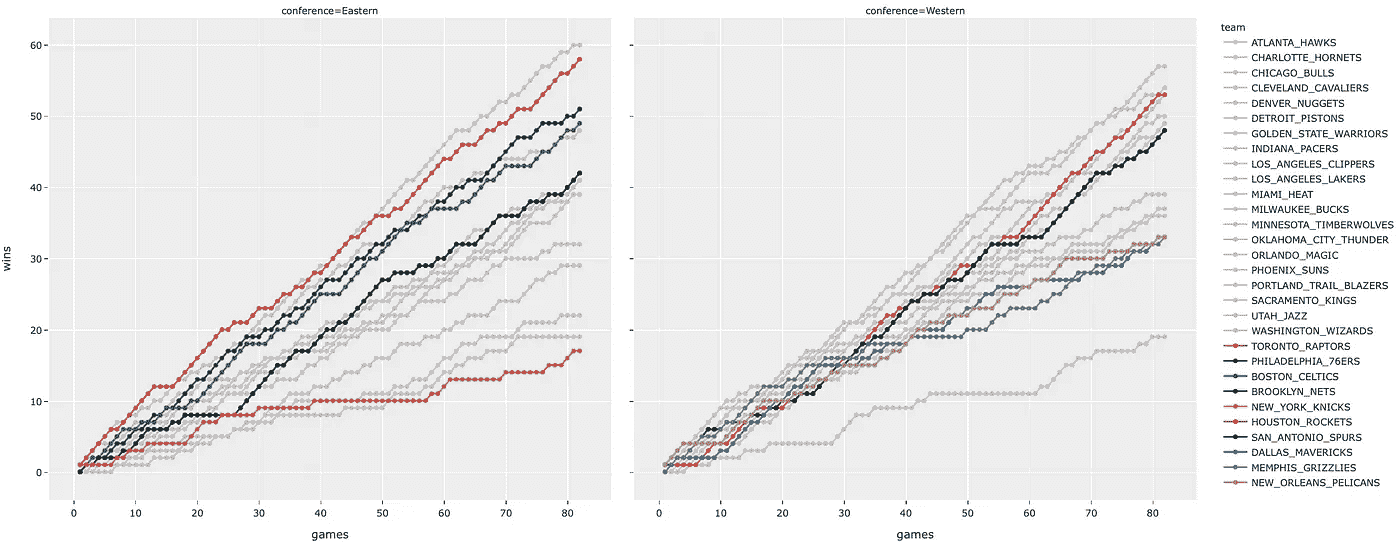 conference=Eastern
conference=Western
team
ATLANTA_HAWKS
CHARLOTTE_HORNETS
CHICAGO_BULLS
CLEVELAND_CAVALIERS
DENVER_NUGGETS
DETROIT_PISTONS
GOLDEN_STATE_WARRIORS
INDIANA_PACERS
LOS_ANGELES_CLIPPERS
LOS_ANGELES_LAKERS
MIAMI_HEAT
MILWAUKEE_BUCKS
MINNESOTA_TIMBERWOLVES
OKLAHOMA_CITY_THUNDER
ORLANDO_MAGIC
PHOENIX_SUNS
PORTLAND_TRAIL_BLAZERS
SACRAMENTO_KINGS
UTAH_JAZZ
WASHINGTON_WIZARDS
TORONTO_RAPTORS
PHILADELPHIA_76ERS
BOSTON_CELTICS
BROOKLYN_NETS
NEW_YORK_KNICKS
HOUSTON_ROCKETS
SAN_ANTONIO_SPURS
DALLAS_MAVERICKS
MEMPHIS_GRIZZLIES
NEW_ORLEANS_PELICANS
wins
60
50
40
30
20
10
0
0 10 20 30 40 50 60 70 80
0 10 20 30 40 50 60 70 80
games
games